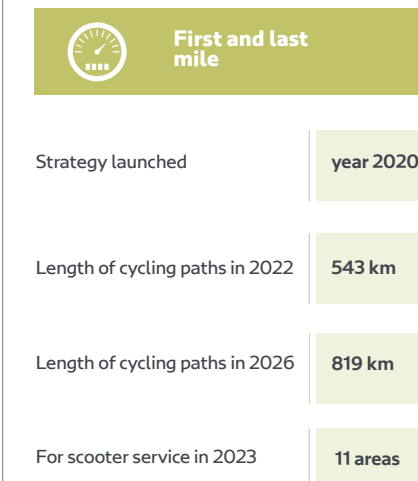 First and last
mile
Strategy launched
year 2020
Length of cycling paths in 2022
543 km
Length of cycling paths in 2026
819 km
For scooter service in 2023
11 areas